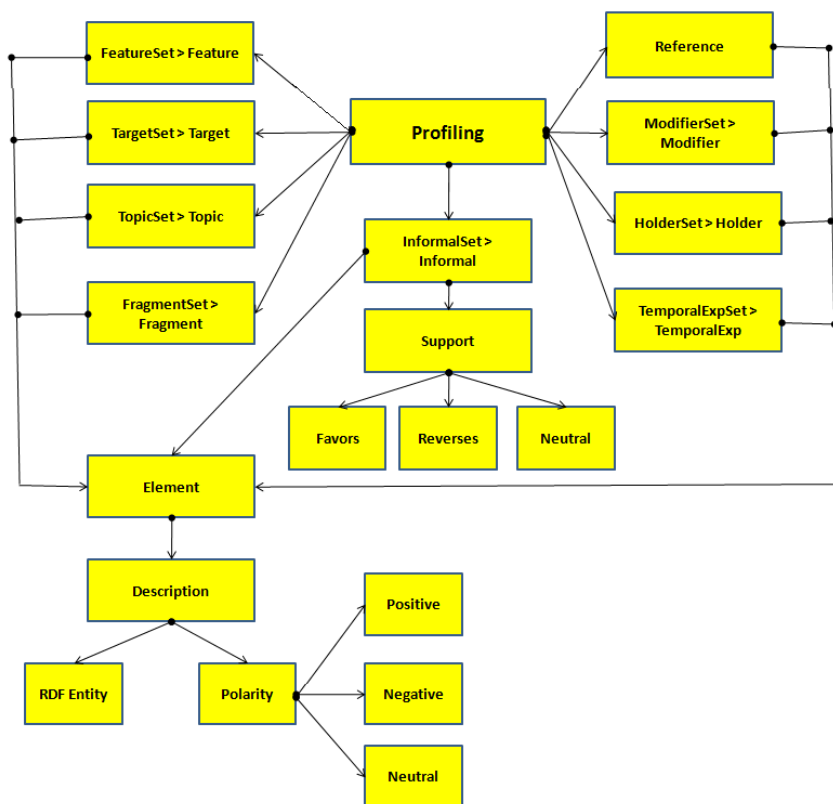 FeatureSet> Feature
Reference
Profiling
TargetSet> Target
ModifierSet>
Modifier
TopicSet> Topic
InformalSet>
Informal
HolderSet> Holder
FragmentSet>
Fragment
TemporalExpSet>
TemporalExp
Support
Favors
Reverses
Neutral
Element
Description
Positive
RDF Entity
Polarity
Negative
Neutral